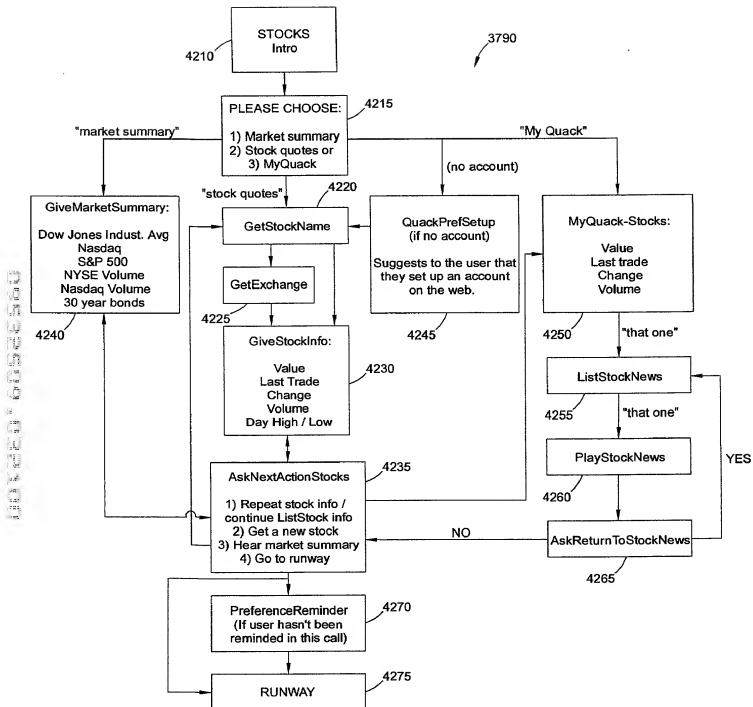 STOCKS
Intro
4210
3790
PLEASE CHOOSE:
1) Market summary
2) Stock quotes or
3) MyQuack
4215
"market summary"
"My Quack"
(no account)
"stock quotes"
4220
GiveMarketSummary:
Dow Jones Indust. Avg
Nasdaq
S&P 500
NYSE Volume
Nasdaq Volume
30 year bonds
4240
GetStockName
GetExchange
4225
QuackPrefSetup
(if no account)
Suggests to the user that
they set up an account
on the web.
4245
MyQuack-Stocks:
Value
Last trade
Change
Volume
4250
GiveStockInfo:
Value
Last Trade
Change
Volume
Day High / Low
4230
"that one"
ListStockNews
4255
"that one"
PlayStockNews
4260
YES
AskNextActionStocks
1) Repeat stock info /
continue ListStock info
2) Get a new stock
3) Hear market summary
4) Go to runway
4235
NO
AskReturnToStockNews
4265
PreferenceReminder
(If user hasn't been
reminded in this call)
4270
RUNWAY
4275